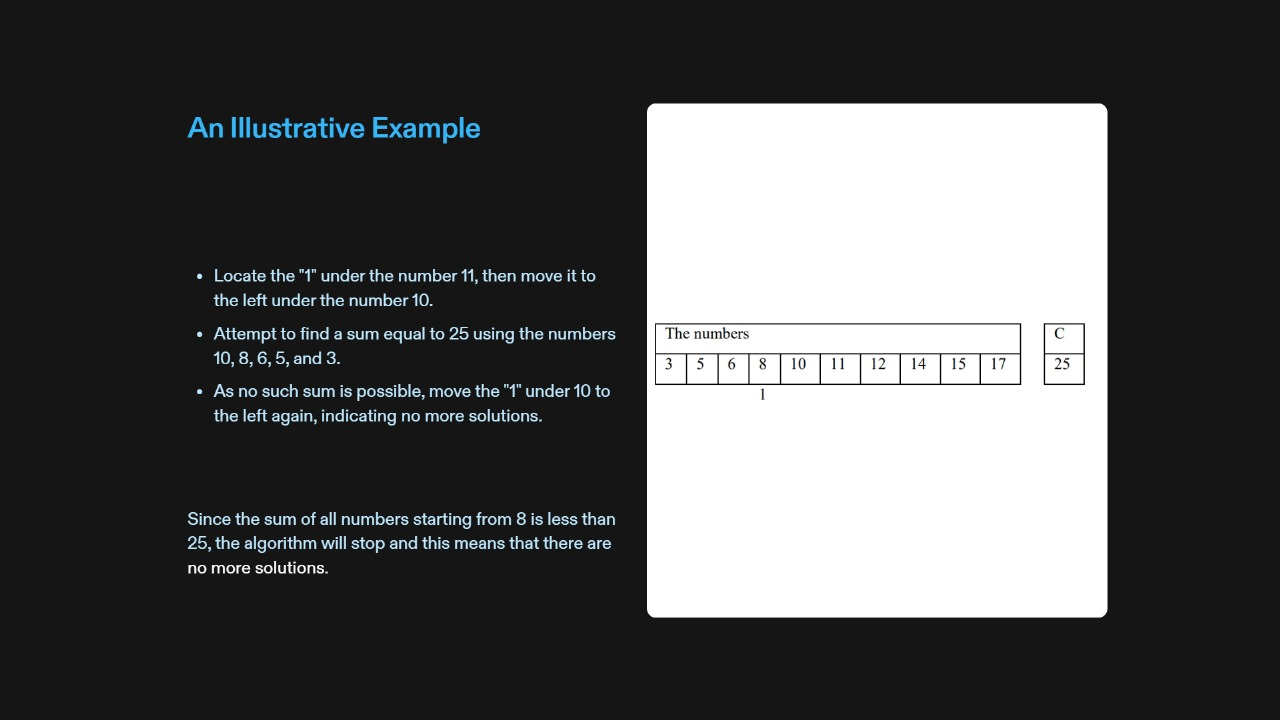 An Illustrative Example
• Locate the "1" under the number 11, then move it to
the left under the number 10.
• Attempt to find a sum equal to 25 using the numbers
10, 8, 6, 5, and 3.
• As no such sum is possible, move the "1" under 10 to
the left again, indicating no more solutions.
Since the sum of all numbers starting from 8 is less than
25, the algorithm will stop and this means that there are
no more solutions.
The numbers C
3 5 6 8 10 11 12 14 15 17 25
1